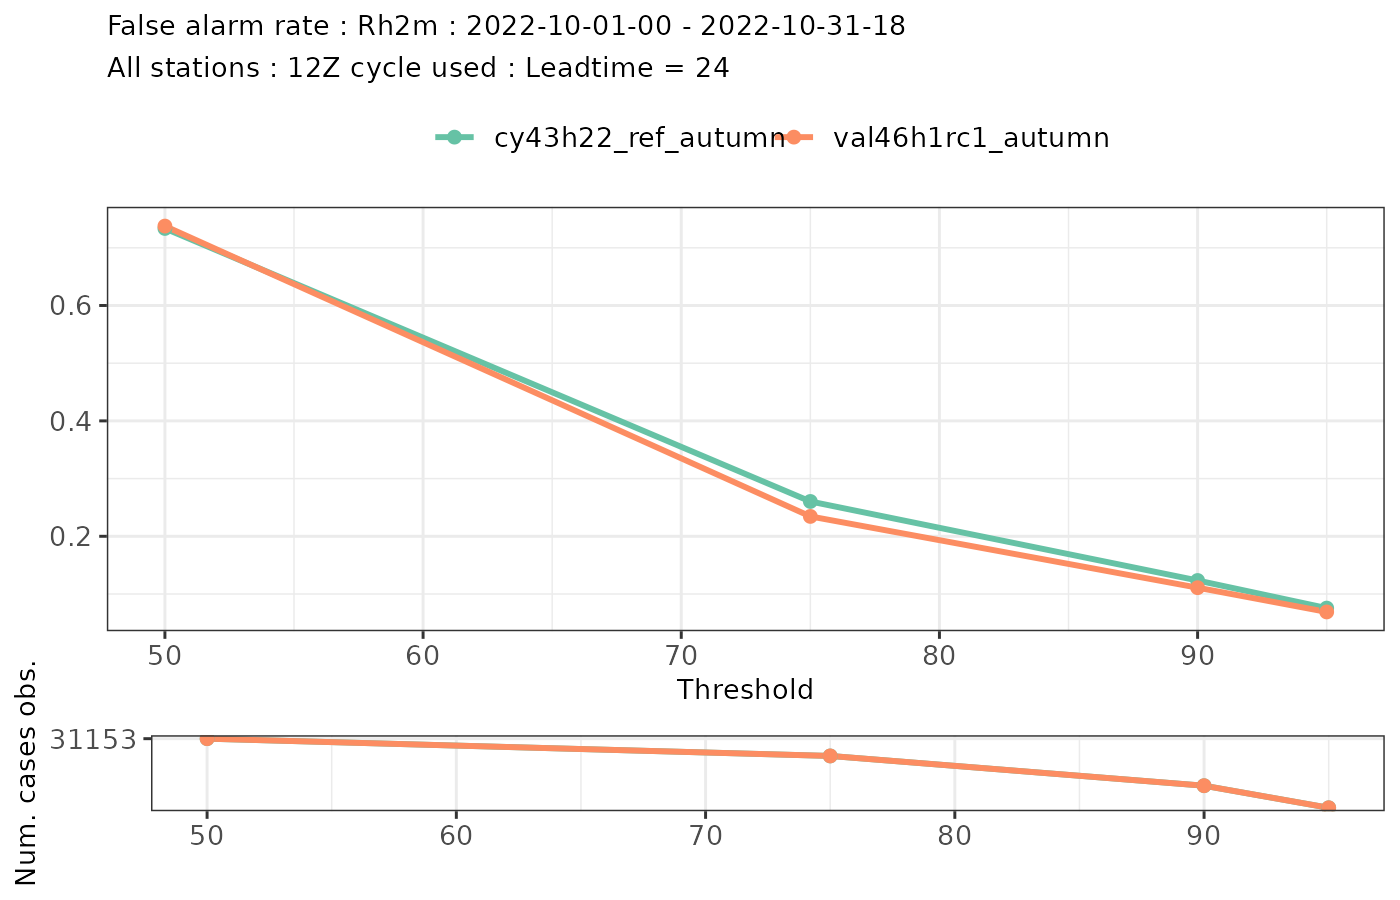 False alarm rate : Rh2m : 2022-10-01-00 - 2022-10-31-18
All stations : 12Z cycle used : Leadtime = 24
cy43h22_ref_autumn val46h1rc1_autumn
0.6
0.4
0.2
50 60 70 80 90
Threshold
Num. cases obs.
31153
50 60 70 80 90